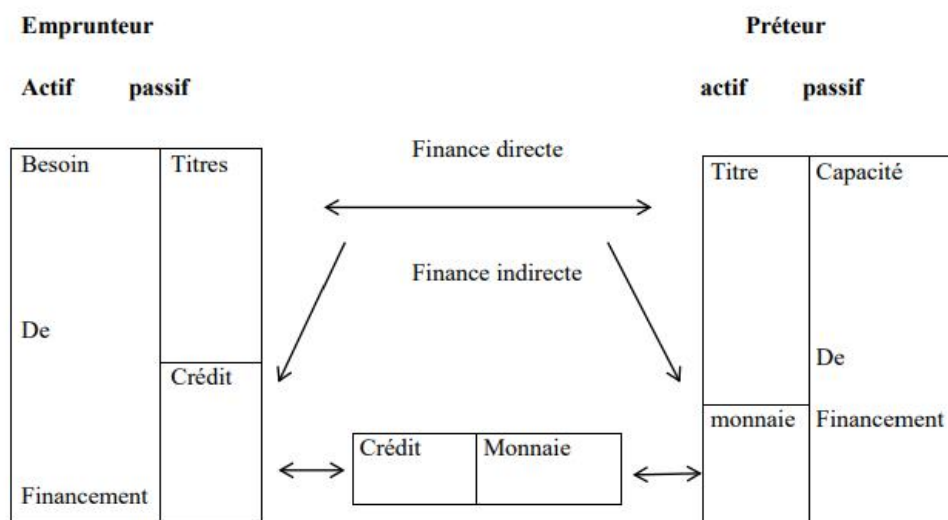 Emprunteur Préteur
Actif passif actif passif
Finance directe
Besoin Titres Titre Capacité
Finance indirecte
De
De
Crédit
monnaie Financement
Crédit Monnaie
Financement